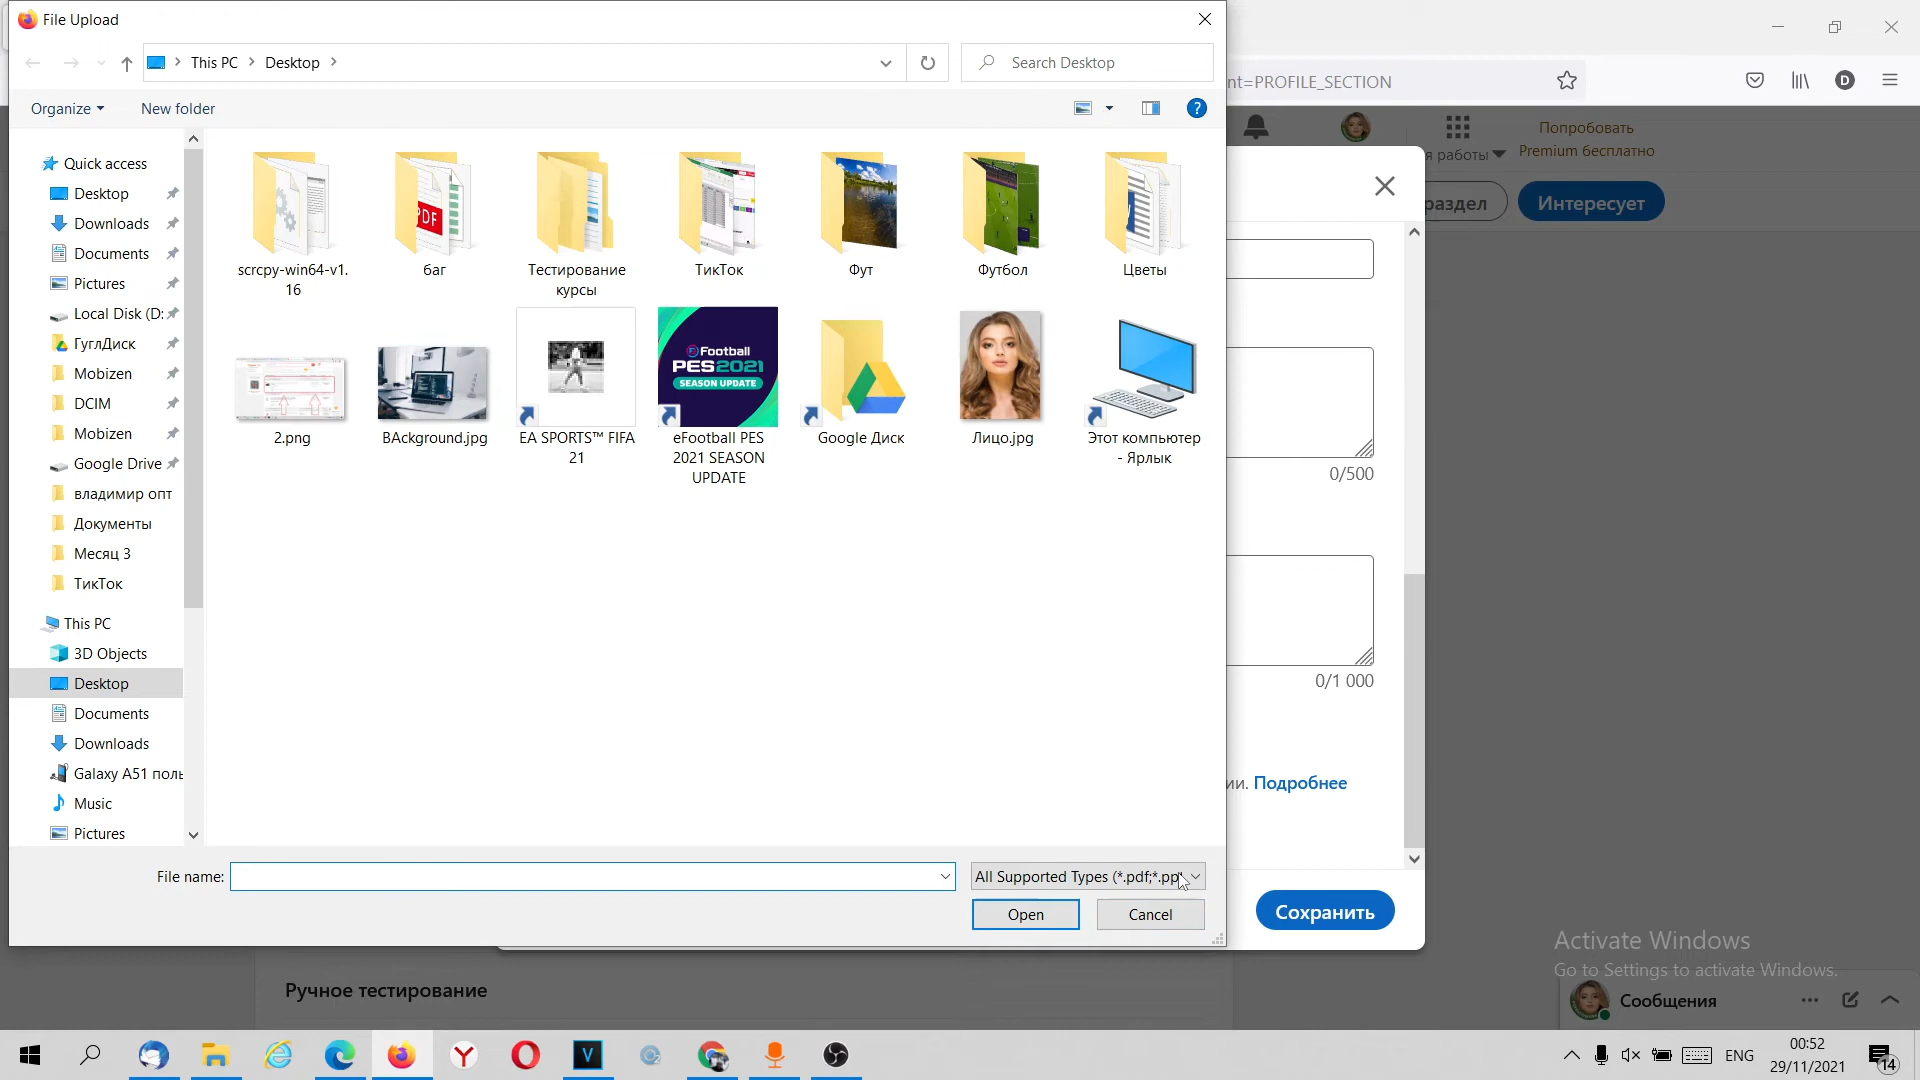 File Upload
This PC
Desktop
Search Desktop
nt=PROFILE_SECTION
D
Organize
New folder
Попробовать
Premium бесплатно
я работы
раздел
Интересует
Quick access
Desktop
Downloads
Documents
Pictures
Local Disk (D:
ГуглДиск
Mobizen
DCIM
Mobizen
Google Drive
владимир опт
Документы
Месяц 3
ТикТок
This PC
3D Objects
Desktop
Documents
Downloads
Galaxy A51 поль
Music
Pictures
scrcpy-win64-v1.
16
баг
Тестирование
курсы
ТикТок
Фут
Футбол
Цветы
PDF
eFootball
PES2021
SEASON UPDATE
2.png
BAckground.jpg
EA SPORTS™ FIFA
21
eFootball PES
2021 SEASON
UPDATE
Google Диск
Лицо.jpg
Этот компьютер
- Ярлык
0/500
0/1 000
ии. Подробнее
File name:
All Supported Types (*.pdf;*.pp
Open
Cancel
Сохранить
Activate Windows
Go to Settings to activate Windows.
Ручное тестирование
Сообщения
ENG
00:52
29/11/2021
14